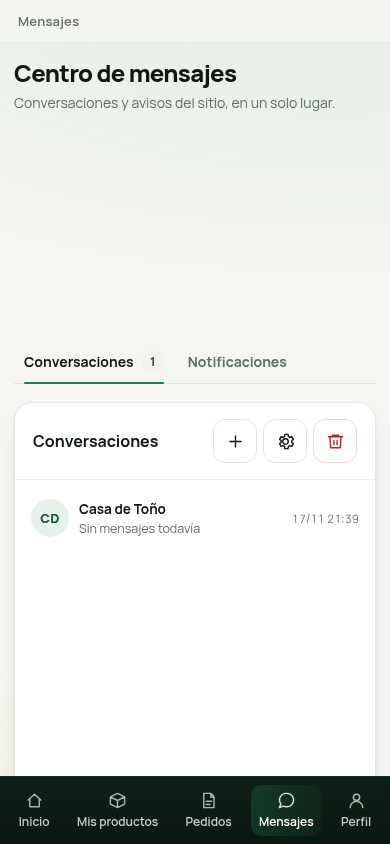 Mensajes
Centro de mensajes
Conversaciones y avisos del sitio, en un solo lugar.
Conversaciones 1 Notificaciones
Conversaciones
CD Casa de Toño
Sin mensajes todavía 17/11 21:39
Inicio Mis productos Pedidos Mensajes Perfil